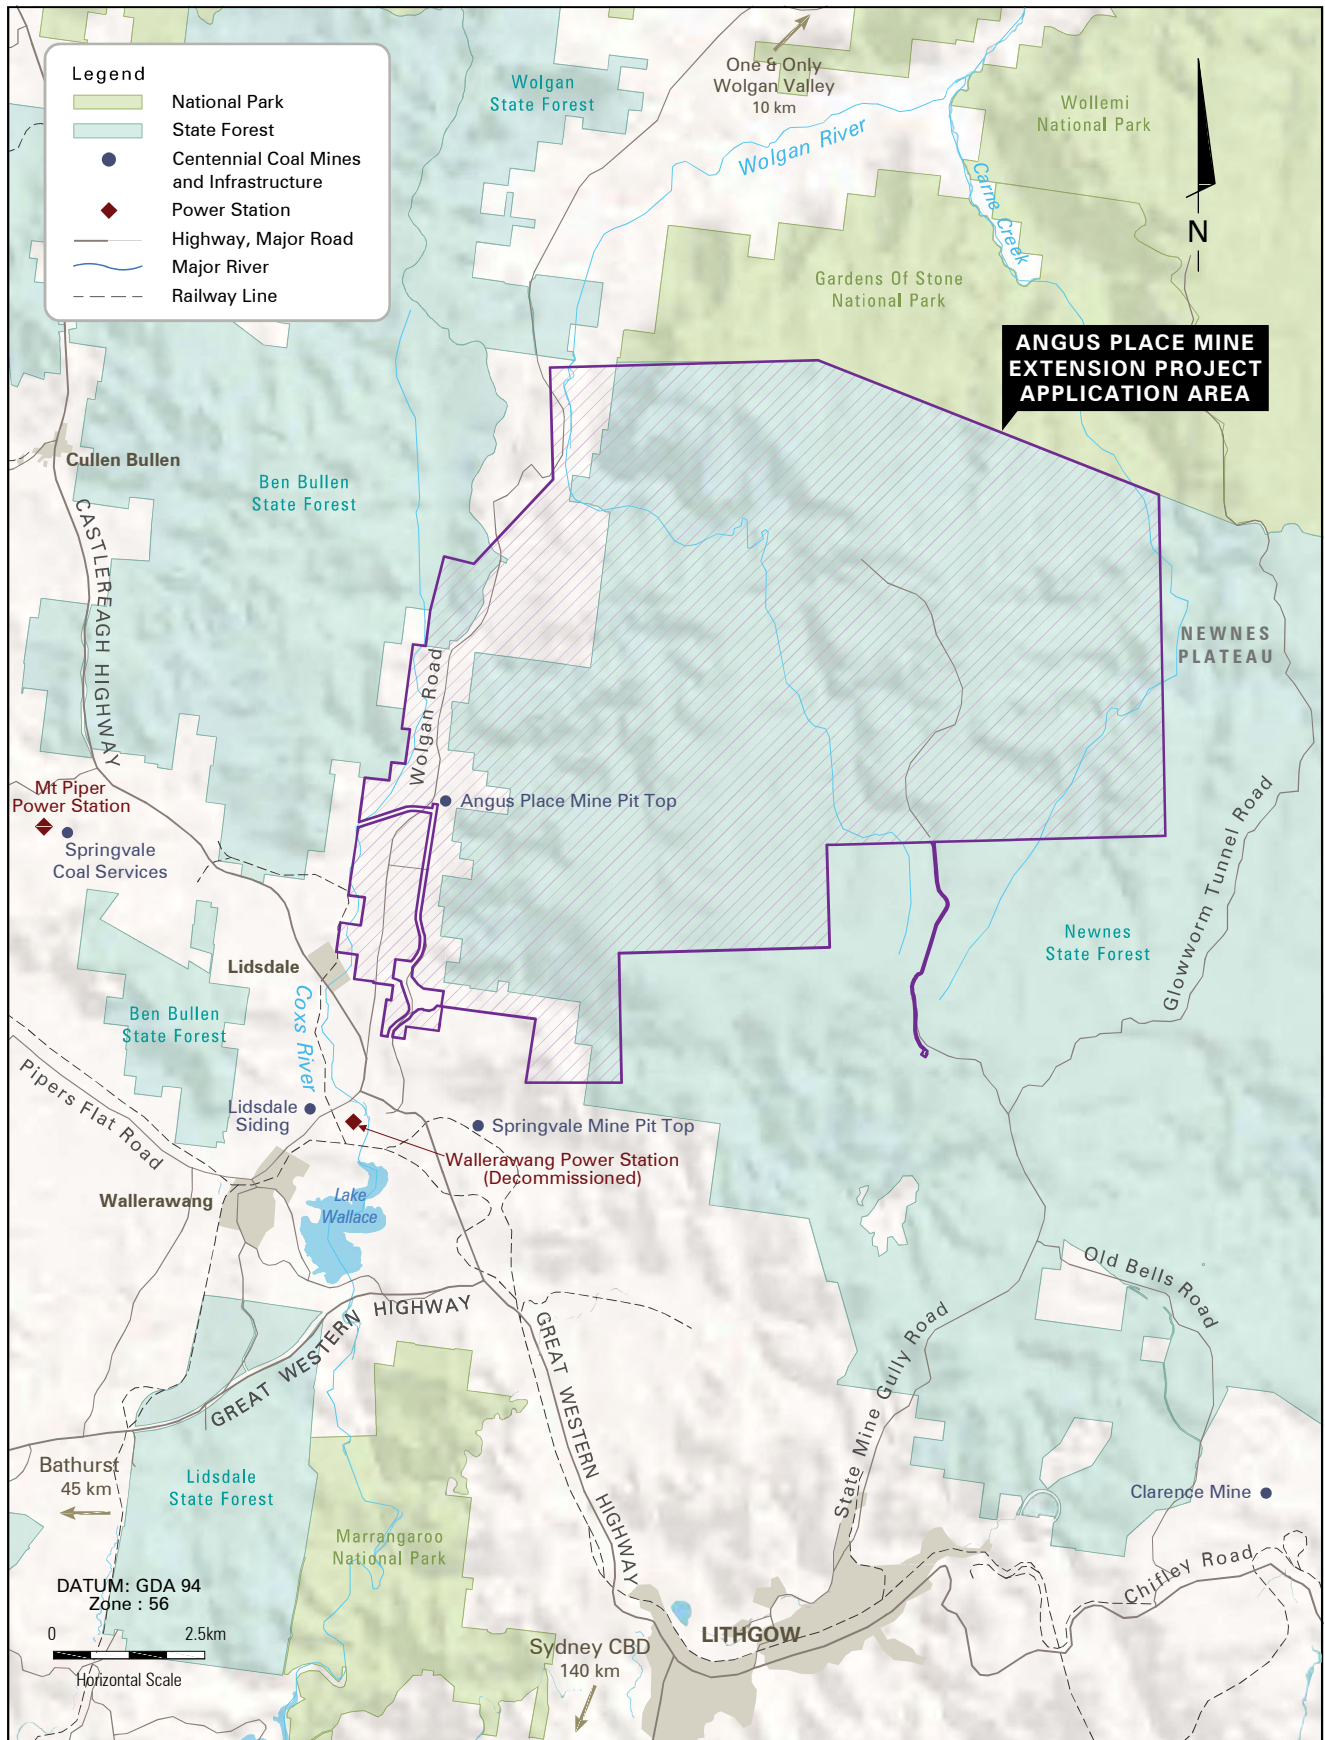 Legend
National Park
State Forest
Centennial Coal Mines
and Infrastructure
Power Station
Highway, Major Road
Major River
Railway Line
One & Only
Wolgan Valley
10 km
Wolgan
State Forest
Wollemi
National Park
Wolgan River
Carne Creek
N
Gardens Of Stone
National Park
ANGUS PLACE MINE
EXTENSION PROJECT
APPLICATION AREA
Cullen Bullen
Ben Bullen
State Forest
CASTLEREAGH HIGHWAY
NEWNES
PLATEAU
Wolgan Road
Mt Piper
Power Station
Springvale
Coal Services
Angus Place Mine Pit Top
Glowworm Tunnel Road
Newnes
State Forest
Lidsdale
Coxs River
Ben Bullen
State Forest
Pipers Flat Road
Lidsdale
Siding
Springvale Mine Pit Top
Wallerawang Power Station
(Decommissioned)
Wallerawang
Lake
Wallace
Old Bells Road
GREAT WESTERN HIGHWAY
GREAT WESTERN HIGHWAY
State Mine Gully Road
Bathurst
45 km
Lidsdale
State Forest
Clarence Mine
Marrangaroo
National Park
Chifley Road
DATUM: GDA 94
Zone : 56
0 2.5km
Horizontal Scale
LITHGOW
Sydney CBD
140 km